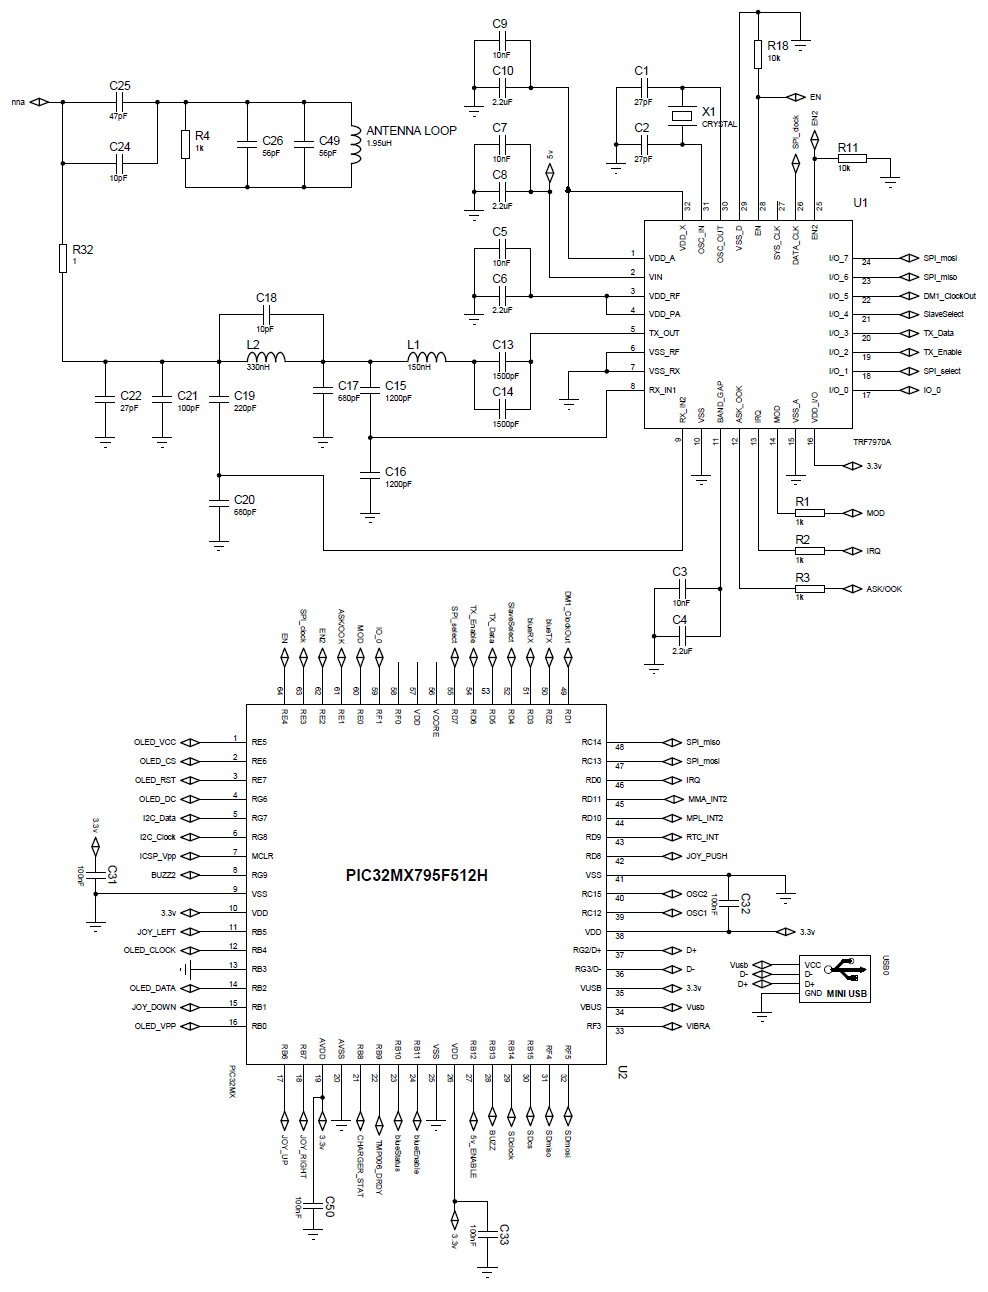 nna
C25
47pF
C24
10pF
R4
1k
C26
56pF
C49
56pF
ANTENNA LOOP
1.95uH
R32
1
C18
10pF
L2
330nH
L1
150nH
C22
27pF
C21
100pF
C19
220pF
C17
680pF
C15
1200pF
C13
1500pF
C14
1500pF
C16
1200pF
C20
680pF
C9
10nF
C10
2.2uF
C7
10nF
C8
2.2uF
5v
C5
10nF
C6
2.2uF
C1
27pF
C2
27pF
X1
CRYSTAL
R18
10k
EN
SPI_clock
EN2
R11
10k
U1
32 31 30 29 28 27 26 25
VDD_X OSC_IN OSC_OUT VSS_D EN SYS_CLK DATA_CLK EN2
1 VDD_A
2 VIN
3 VDD_RF
4 VDD_PA
5 TX_OUT
6 VSS_RF
7 VSS_RX
8 RX_IN1
I/O_7 24 SPI_mosi
I/O_6 23 SPI_miso
I/O_5 22 DM1_ClockOut
I/O_4 21 SlaveSelect
I/O_3 20 TX_Data
I/O_2 19 TX_Enable
I/O_1 18 SPI_select
I/O_0 17 IO_0
RX_IN2 VSS BAND_GAP ASK_OOK IRQ MOD VSS_A VDD_I/O
9 10 11 12 13 14 15 16
TRF7970A
3.3v
R1
1k
MOD
R2
1k
IRQ
R3
1k
ASK/OOK
C3
10nF
C4
2.2uF
EN SPI_clock EN2 ASK/OOK MOD IO_0 SPI_select TX_Enable TX_Data SlaveSelect blueRX blueTX DM1_ClockOut
64 63 62 61 60 59 58 57 56 55 54 53 52 51 50 49
RE4 RE3 RE2 RE1 RE0 RF1 RF0 VDD VCORE RD7 RD6 RD5 RD4 RD3 RD2 RD1
OLED_VCC 1 RE5
OLED_CS 2 RE6
OLED_RST 3 RE7
OLED_DC 4 RG6
I2C_Data 5 RG7
I2C_Clock 6 RG8
ICSP_Vpp 7 MCLR
BUZZ2 8 RG9
9 VSS
3.3v 10 VDD
JOY_LEFT 11 RB5
OLED_CLOCK 12 RB4
13 RB3
OLED_DATA 14 RB2
JOY_DOWN 15 RB1
OLED_VPP 16 RB0
3.3v
C31
100nF
PIC32MX795F512H
RC14 48 SPI_miso
RC13 47 SPI_mosi
RD0 46 IRQ
RD11 45 MMA_INT2
RD10 44 MPL_INT2
RD9 43 RTC_INT
RD8 42 JOY_PUSH
VSS 41
RC15 40 OSC2
RC12 39 OSC1
VDD 38 3.3v
RG2/D+ 37 D+
RG3/D- 36 D-
VUSB 35 3.3v
VBUS 34 Vusb
RF3 33 VIBRA
C32
100nF
Vusb VCC
D- D-
D+ D+
GND
MINI USB
USB0
RB6 RB7 AVDD AVSS RB8 RB9 RB10 RB11 VSS VDD RB12 RB13 RB14 RB15 RF4 RF5
17 18 19 20 21 22 23 24 25 26 27 28 29 30 31 32
PIC32MX
U2
JOY_UP JOY_RIGHT 3.3v CHARGER_STAT TMP006_DRDY blueStatus blueEnable 5v_ENABLE BUZZ SDclock SDcs SDmiso SDmosi
C50
100nF
3.3v
C33
100nF